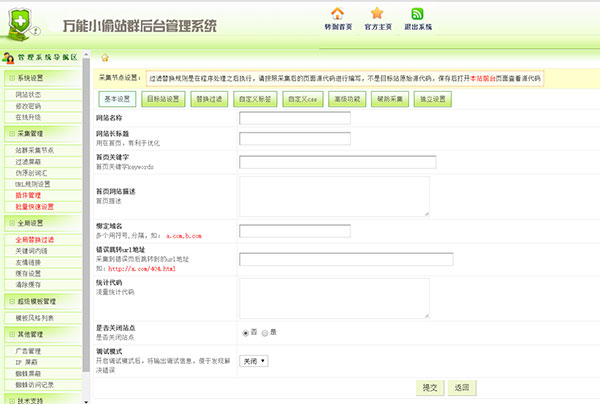 万能小偷站群后台管理系统
转到首页 官方主页 退出系统
管理系统导航区
系统设置
网站状态
修改密码
在线升级
采集管理
站群采集节点
过滤屏蔽
伪原创词汇
URL规则设置
插件管理
批量快速设置
全局设置
全局替换过滤
关键词内链
友情链接
缓存设置
清除缓存
超级模板管理
模板风格列表
其他管理
广告管理
IP 屏蔽
蜘蛛屏蔽
蜘蛛访问记录
技术支持
采集节点设置: 过滤替换规则是在程序处理之后执行，请按照采集后的页面源代码进行编写，不是目标站原始源代码，保存后打开本站前台页面查看源代码
基本设置 目标站设置 替换过滤 自定义标签 自定义css 高级功能 破防采集 独立设置
网站名称
网站长标题
用在首页，有利于优化
首页关键字
首页关键字keywords
首页网站描述
首页描述
绑定域名
多个用符号,分隔，如： a.com,b.com
错误跳转url地址
采集到错误页后跳转到的url地址
如:http://a.com/404.html
统计代码
流量统计代码
是否关闭站点
是否关闭站点
否 是
调试模式
开启调试模式后，将输出调试信息，便于发现解决错误
关闭
提交 返回